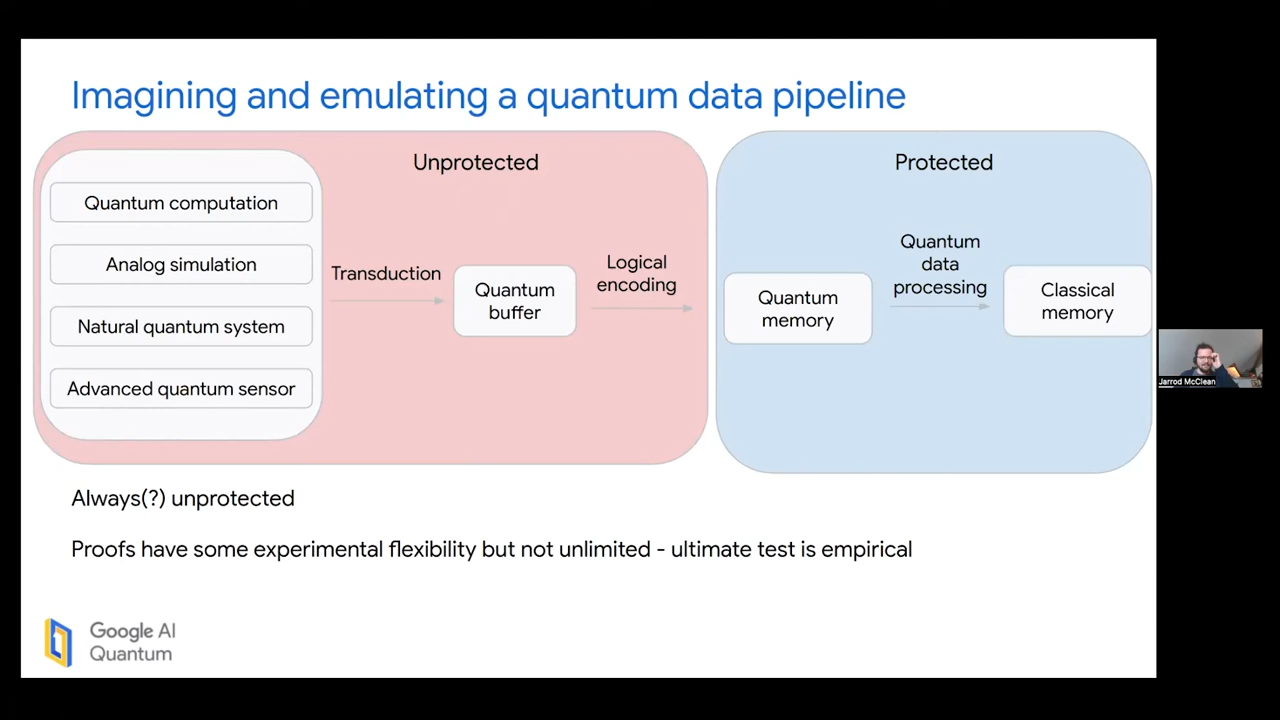 Imagining and emulating a quantum data pipeline
Unprotected
Quantum computation
Analog simulation
Natural quantum system
Advanced quantum sensor
Transduction
Quantum
buffer
Logical
encoding
Protected
Quantum
memory
Quantum
data
processing
Classical
memory
Always(?) unprotected
Proofs have some experimental flexibility but not unlimited - ultimate test is empirical
Google AI
Quantum
Jarrod McClean